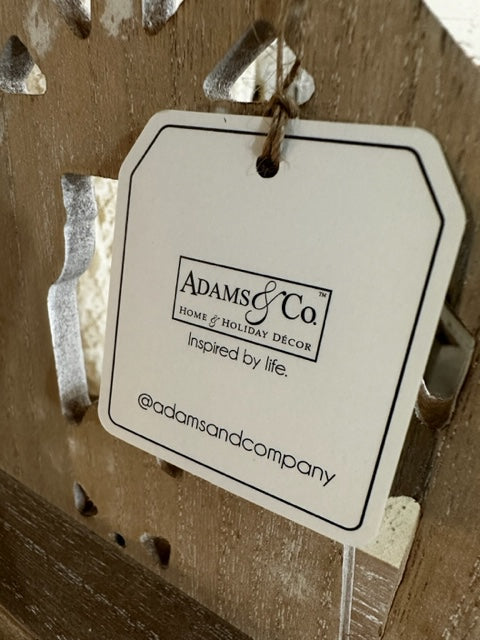 ADAMS & CO.™
HOME & HOLIDAY DÉCOR
Inspired by life.
@adamsandcompany